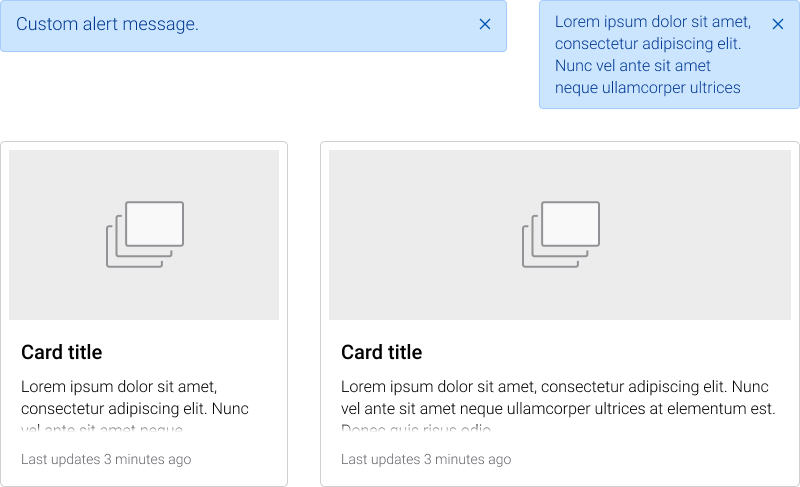 Custom alert message.
Lorem ipsum dolor sit amet,
consectetur adipiscing elit.
Nunc vel ante sit amet
neque ullamcorper ultrices
Card title
Lorem ipsum dolor sit amet,
consectetur adipiscing elit. Nunc
vel ante sit amet neque
Last updates 3 minutes ago
Card title
Lorem ipsum dolor sit amet, consectetur adipiscing elit. Nunc
vel ante sit amet neque ullamcorper ultrices at elementum est.
Donec quis risus odio
Last updates 3 minutes ago